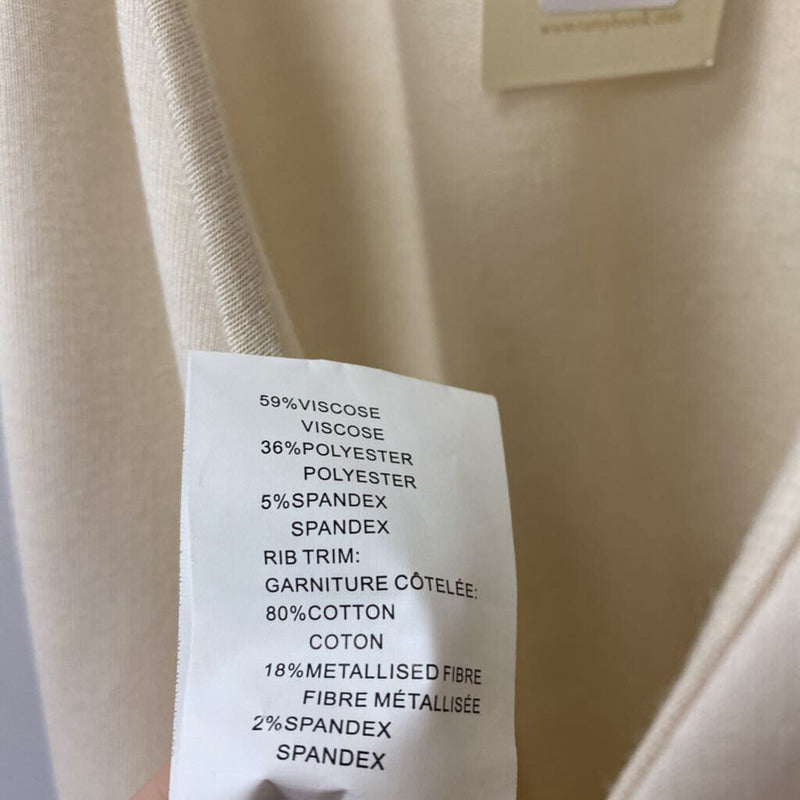 59%VISCOSE
VISCOSE
36%POLYESTER
POLYESTER
5%SPANDEX
SPANDEX
RIB TRIM:
GARNITURE CÔTELÉE:
80%COTTON
COTON
18%METALLISED FIBRE
FIBRE MÉTALLISÉE
2%SPANDEX
SPANDEX